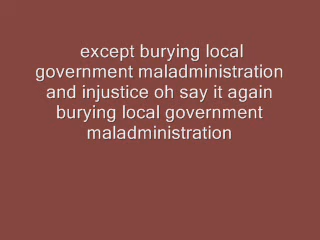 except burying local
government maladministration
and injustice oh say it again
burying local government
maladministration